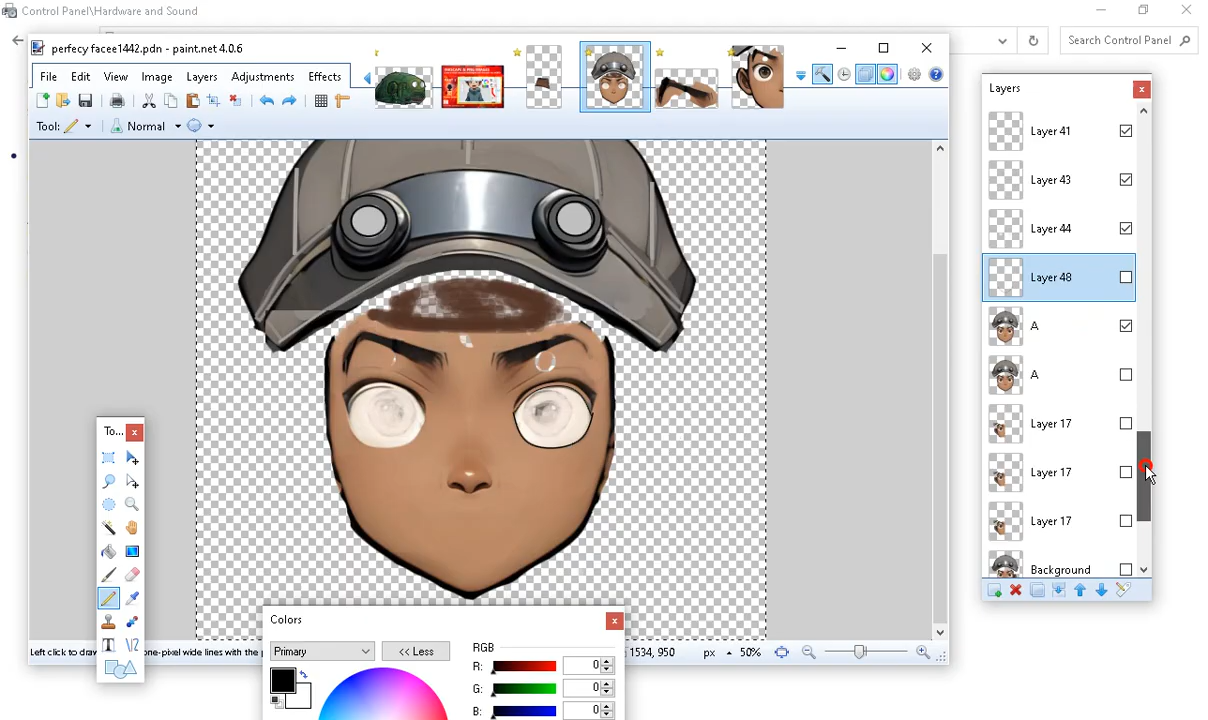 Control Panel\Hardware and Sound
Search Control Panel
perfecy facee1442.pdn - paint.net 4.0.6
File Edit View Image Layers Adjustments Effects
Tool: Normal
Layers
Layer 41
Layer 43
Layer 44
Layer 48
A
A
Layer 17
Layer 17
Layer 17
Background
To...
Colors
Primary
<< Less
RGB
R: 0
G: 0
B: 0
Left click to draw
one-pixel wide lines with the
1534, 950 px 50%